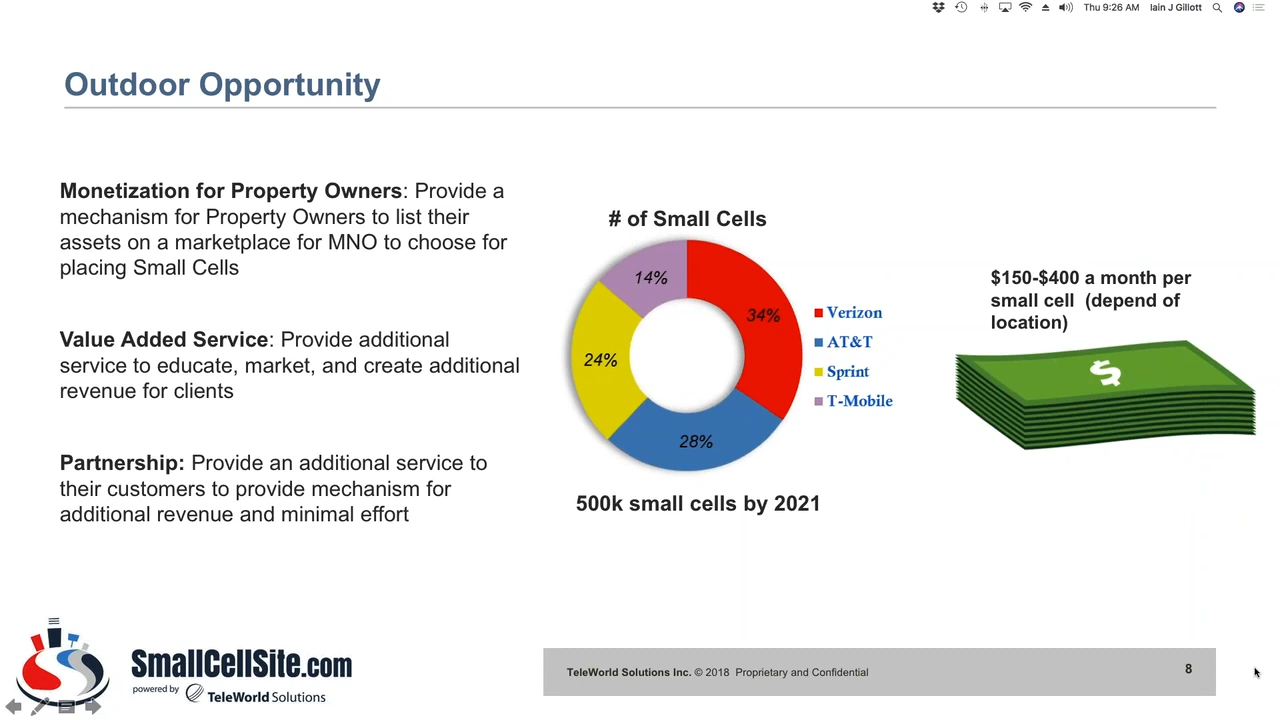 Thu 9:26 AM Iain J Gillott
Outdoor Opportunity
Monetization for Property Owners: Provide a
mechanism for Property Owners to list their
assets on a marketplace for MNO to choose for
placing Small Cells
Value Added Service: Provide additional
service to educate, market, and create additional
revenue for clients
Partnership: Provide an additional service to
their customers to provide mechanism for
additional revenue and minimal effort
# of Small Cells
14%
34%
24%
28%
Verizon
AT&T
Sprint
T-Mobile
500k small cells by 2021
$150-$400 a month per
small cell (depend of
location)
$
SmallCellSite.com
powered by TeleWorld Solutions
TeleWorld Solutions Inc. © 2018 Proprietary and Confidential
8